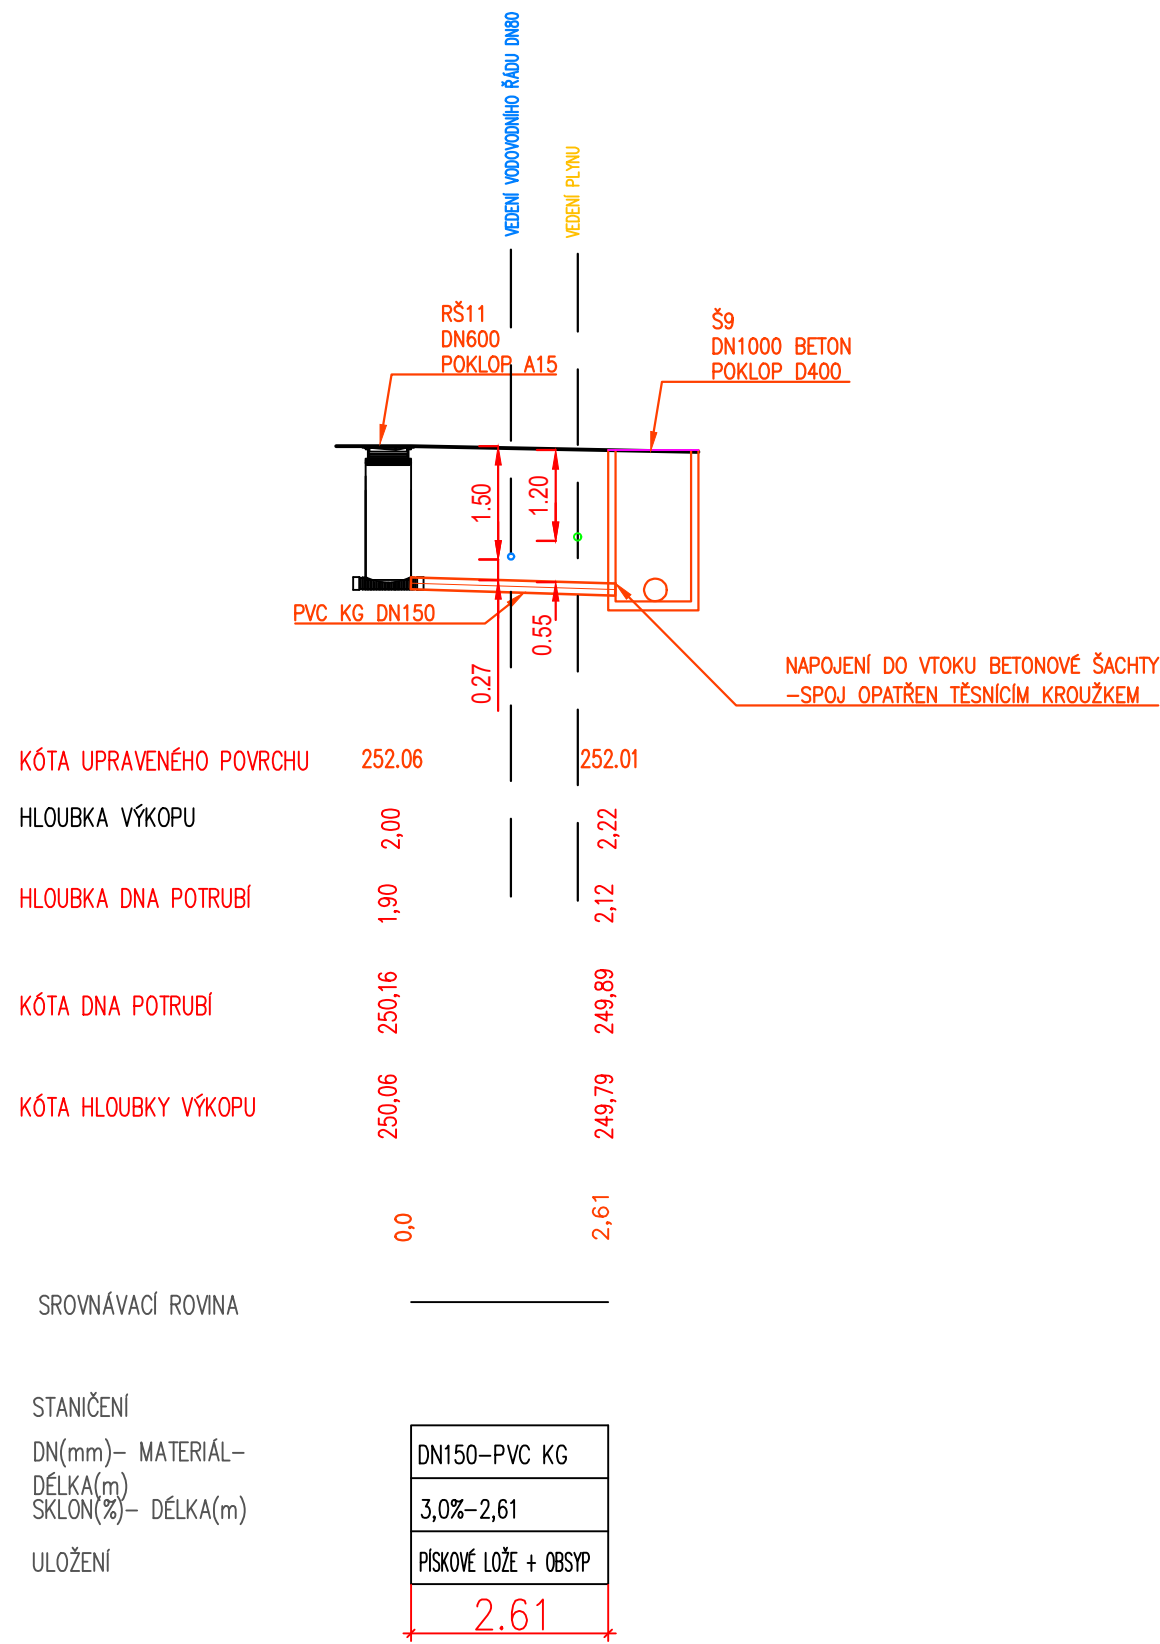 VEDENÍ VODOVODNÍHO ŘÁDU DN80
VEDENÍ PLYNU
RŠ11
DN600
POKLOP A15
Š9
DN1000 BETON
POKLOP D400
1.50
1.20
PVC KG DN150
0.55
0.27
NAPOJENÍ DO VTOKU BETONOVÉ ŠACHTY
-SPOJ OPATŘEN TĚSNÍCÍM KROUŽKEM
KÓTA UPRAVENÉHO POVRCHU 252.06 252.01
HLOUBKA VÝKOPU 2,00 2,22
HLOUBKA DNA POTRUBÍ 1,90 2,12
KÓTA DNA POTRUBÍ 250,16 249,89
KÓTA HLOUBKY VÝKOPU 250,06 249,79
0,0 2,61
SROVNÁVACÍ ROVINA
STANIČENÍ
DN(mm)- MATERIÁL-
DÉLKA(m)
DN150-PVC KG
SKLON(%)- DÉLKA(m)
3,0%-2,61
ULOŽENÍ
PÍSKOVÉ LOŽE + OBSYP
2.61